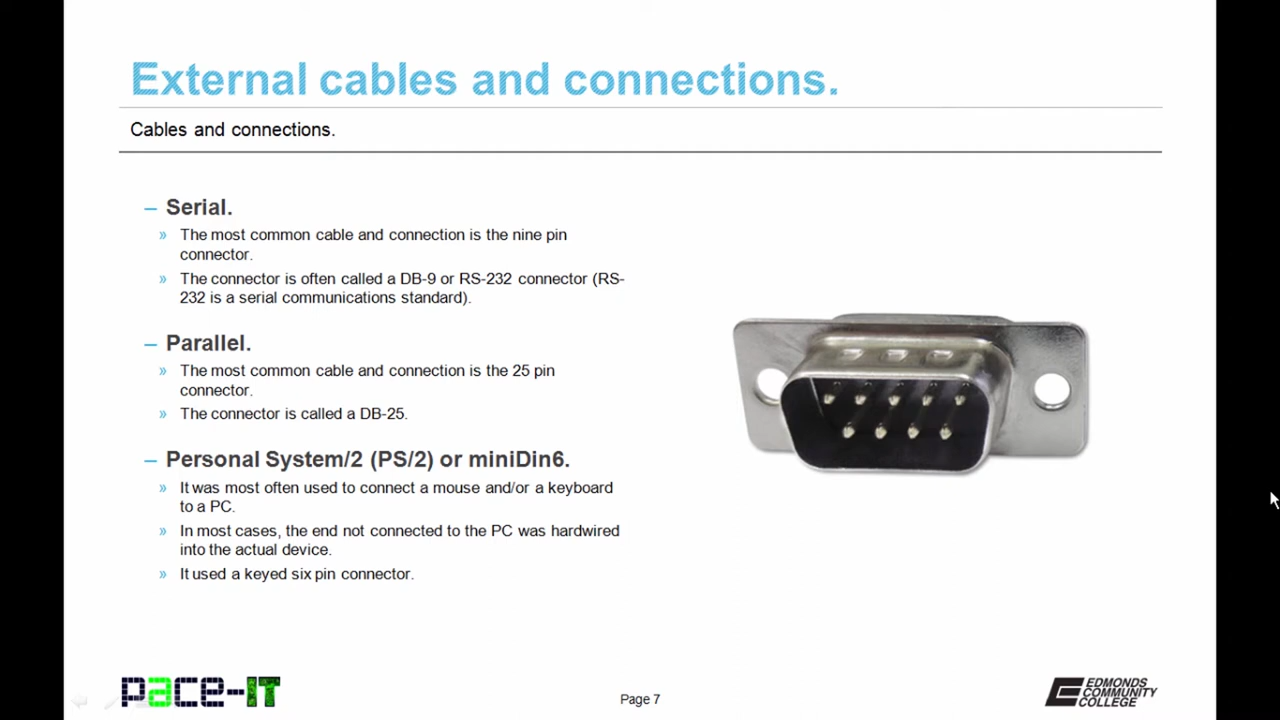 External cables and connections.
Cables and connections.
– Serial.
» The most common cable and connection is the nine pin
connector.
» The connector is often called a DB-9 or RS-232 connector (RS-
232 is a serial communications standard).
– Parallel.
» The most common cable and connection is the 25 pin
connector.
» The connector is called a DB-25.
– Personal System/2 (PS/2) or miniDin6.
» It was most often used to connect a mouse and/or a keyboard
to a PC.
» In most cases, the end not connected to the PC was hardwired
into the actual device.
» It used a keyed six pin connector.
pace-IT
Page 7
EDMONDS
COMMUNITY
COLLEGE